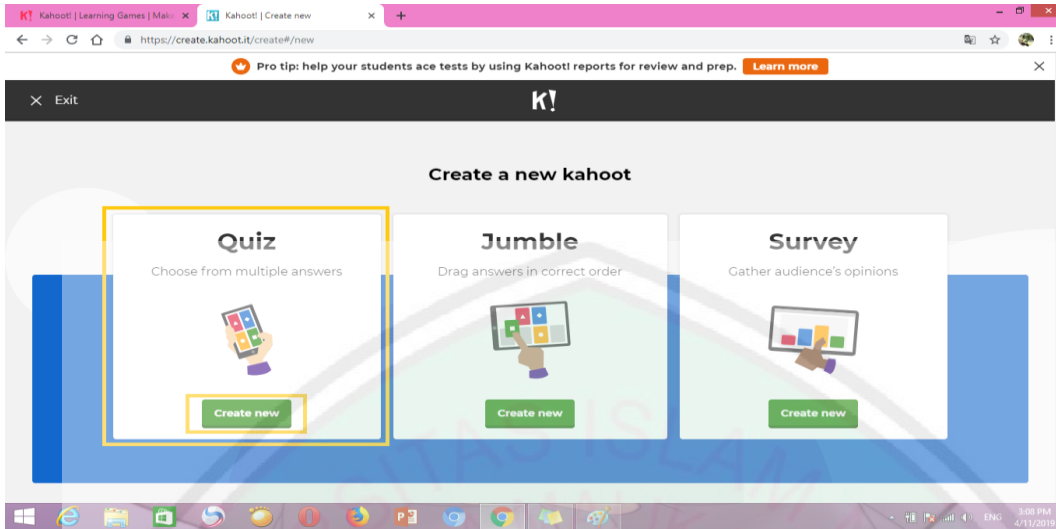 Kahoot! | Learning Games | Make
Kahoot! | Create new
https://create.kahoot.it/create#/new
Pro tip: help your students ace tests by using Kahoot! reports for review and prep. Learn more
Exit
K!
Create a new kahoot
Quiz
Jumble
Survey
Choose from multiple answers
Drag answers in correct order
Gather audience's opinions
Create new
Create new
Create new
ITAS ISLAM
ENG
3:08 PM
4/11/2019